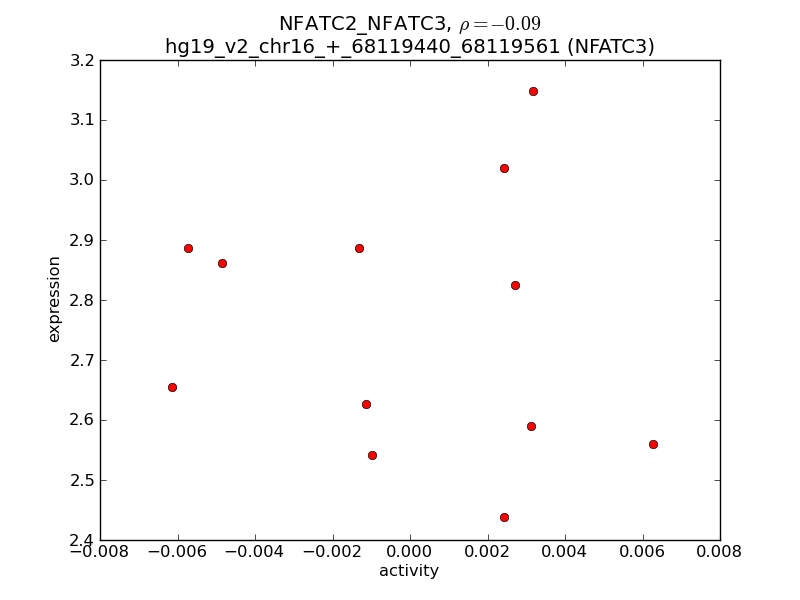 NFATC2_NFATC3, ρ=−0.09
hg19_v2_chr16_+_68119440_68119561 (NFATC3)
3.2
3.1
3.0
2.9
2.8
2.7
2.6
2.5
2.4
expression
−0.008 −0.006 −0.004 −0.002 0.000 0.002 0.004 0.006 0.008
activity